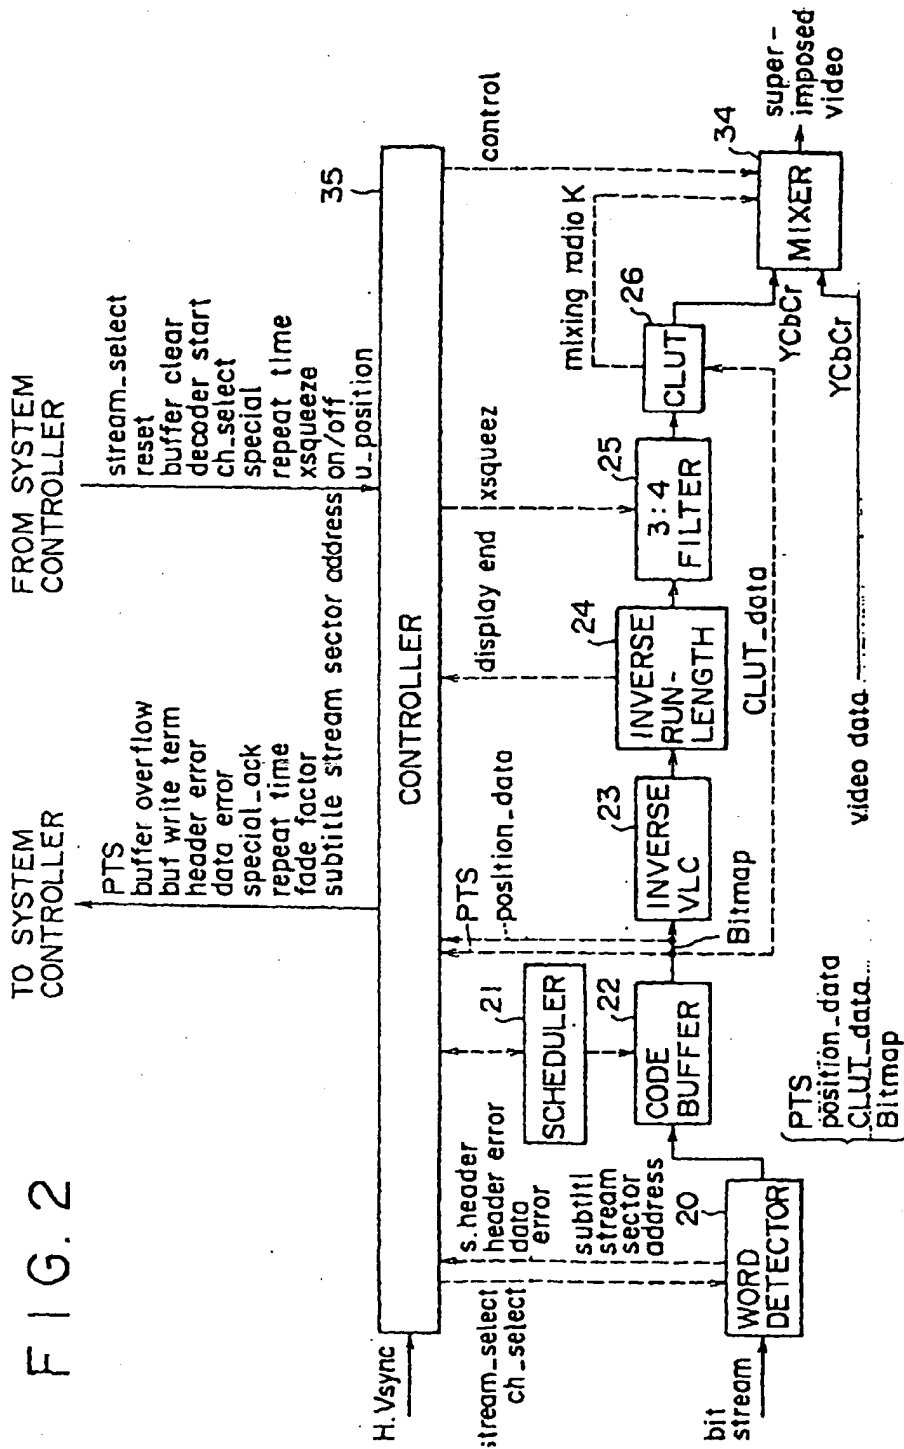 FIG. 2
TO SYSTEM
CONTROLLER
PTS
buffer overflow
buf write term
header error
data error
special_ack
repeat time
fade factor
subtitle stream sector address
FROM SYSTEM
CONTROLLER
stream_select
reset
buffer clear
decoder start
ch_select
special
repeat time
xsqueeze
on/off
u_position
H.Vsync
CONTROLLER
35
stream_select
ch_select
s.header
header error
data
error
subtitl
stream
sector
address
SCHEDULER
21
PTS
position_data
display end
xsqueez
control
bit
stream
WORD
DETECTOR
20
CODE
BUFFER
22
Bitmap
INVERSE
VLC
23
INVERSE
RUN-
LENGTH
24
3:4
FILTER
25
CLUT
26
mixing radio K
MIXER
34
super-
imposed
video
YCbCr
YCbCr
CLUT_data
video data
PTS
position_data
CLUT_data
Bitmap